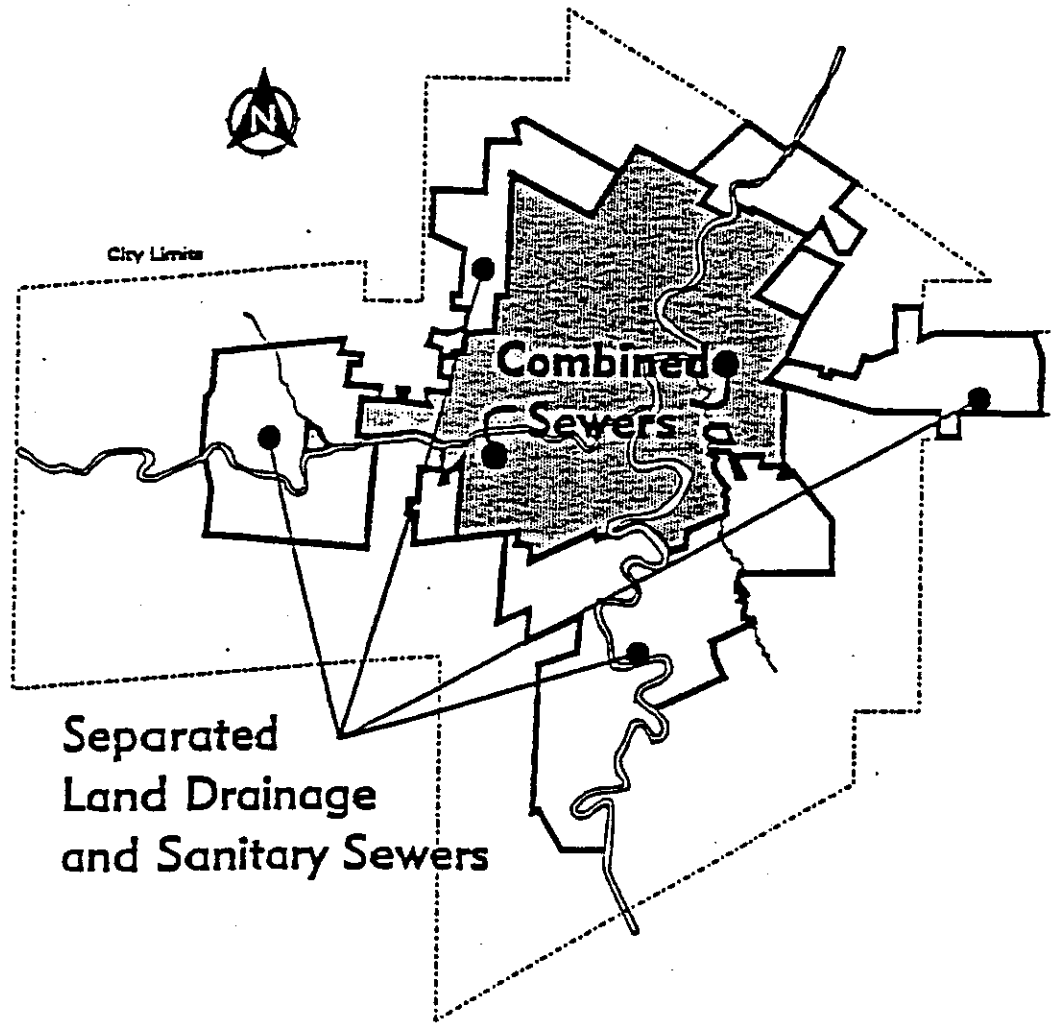 N
City Limits
Combined
Sewers
Separated
Land Drainage
and Sanitary Sewers